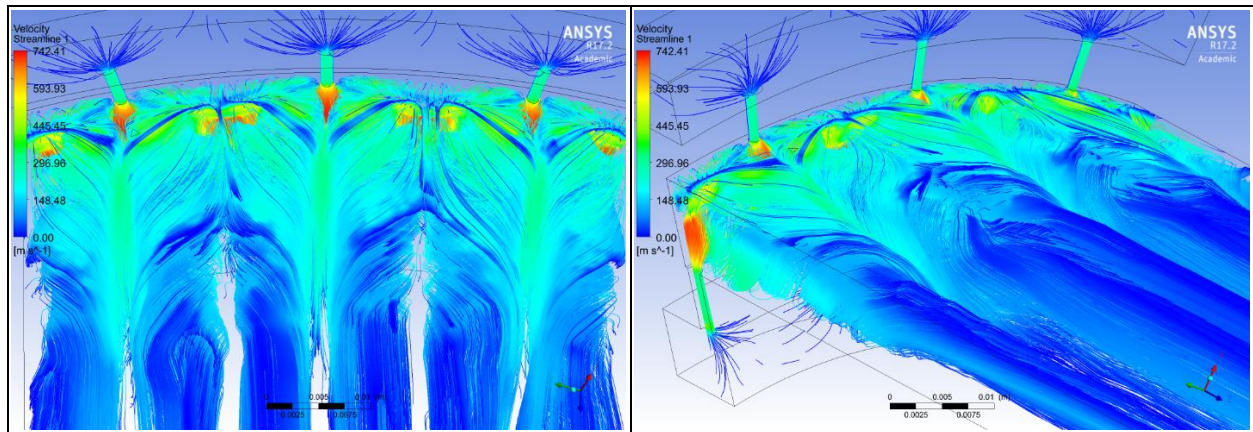 Velocity
Streamline 1
742.41
593.93
445.45
296.96
148.48
0.00
[m s^-1]
ANSYS
R17.2
Academic
0.005
0.01 (m)
0.0025
0.0075
Velocity
Streamline 1
742.41
593.93
445.45
296.96
148.48
0.00
[m s^-1]
ANSYS
R17.2
Academic
0
0.005
0.01 (m)
0.0025
0.0075